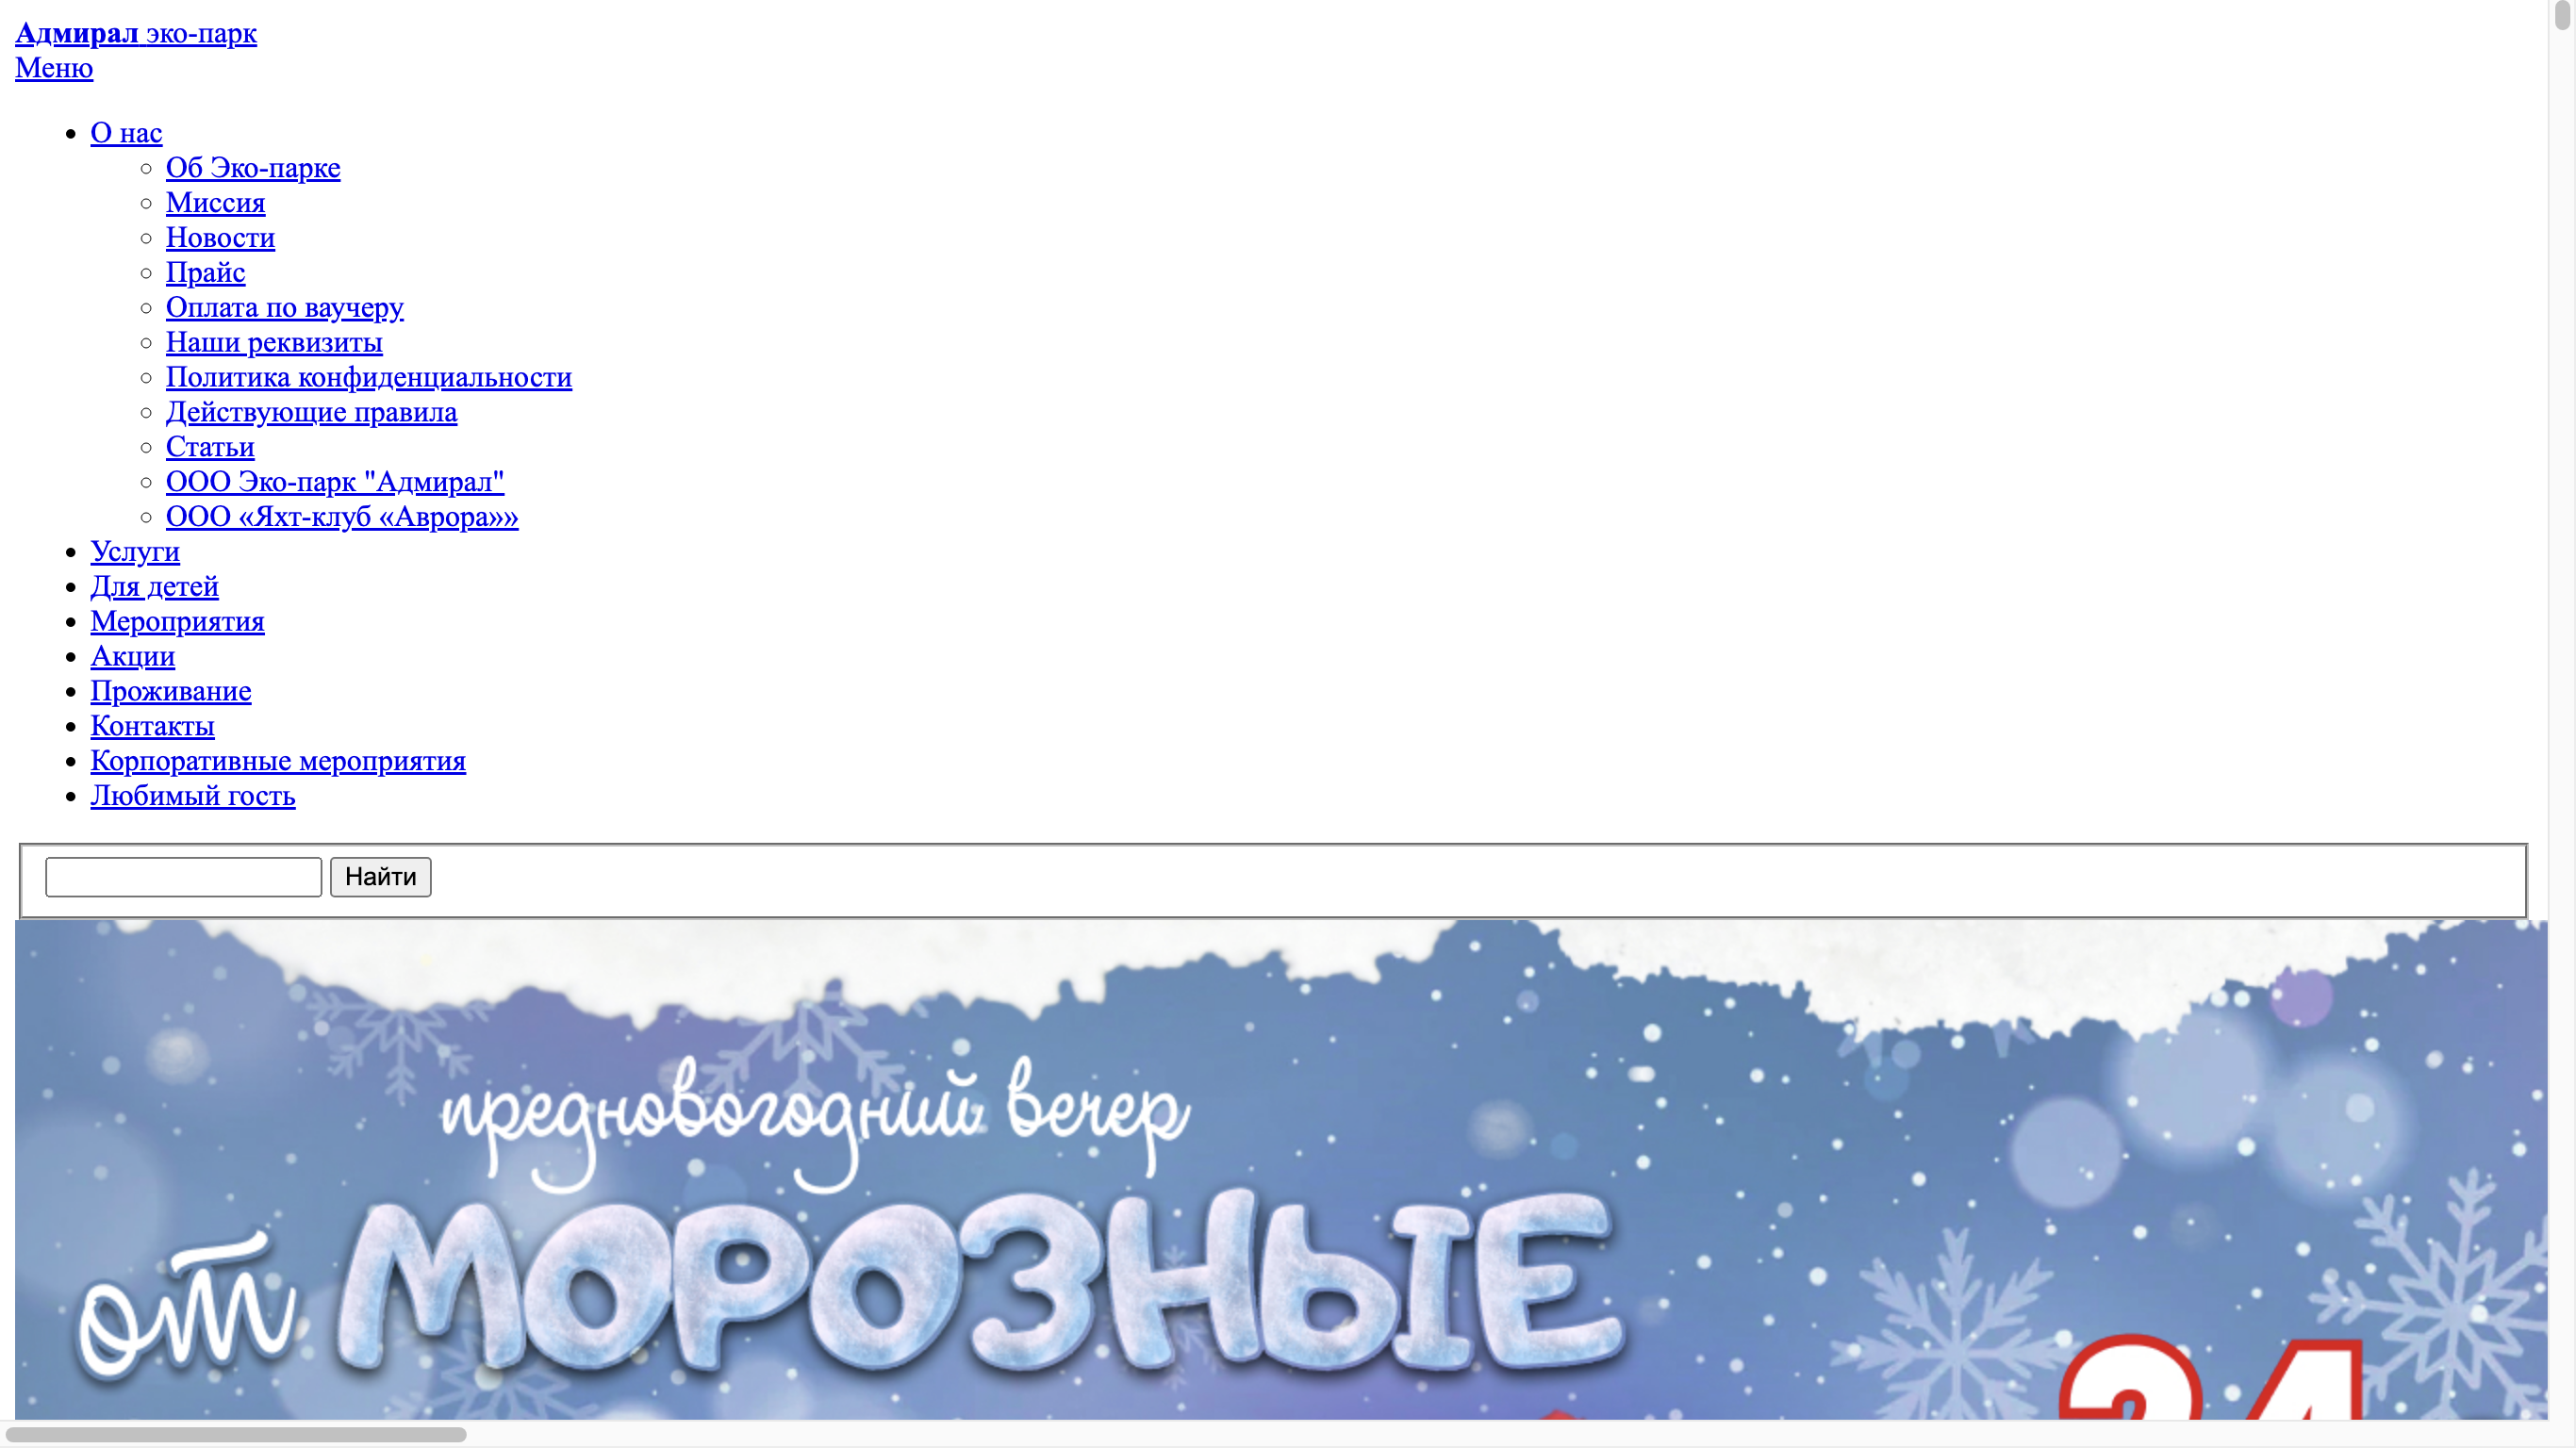 Адмирал эко-парк
Меню
О нас
Об Эко-парке
Миссия
Новости
Прайс
Оплата по ваучеру
Наши реквизиты
Политика конфиденциальности
Действующие правила
Статьи
ООО Эко-парк "Адмирал"
ООО «Яхт-клуб «Аврора»»
Услуги
Для детей
Мероприятия
Акции
Проживание
Контакты
Корпоративные мероприятия
Любимый гость
Найти
предновогодний вечер
от МОРОЗНЫЕ
24